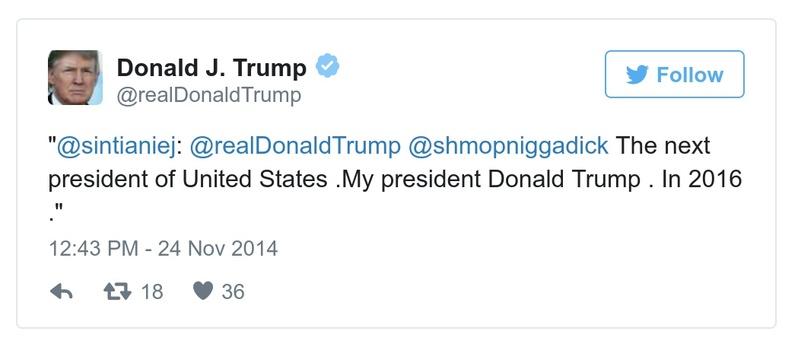 Donald J. Trump
@realDonaldTrump
Follow
"@sintianiej: @realDonaldTrump @shmopniggadick The next
president of United States .My president Donald Trump . In 2016
."
12:43 PM - 24 Nov 2014
18 36